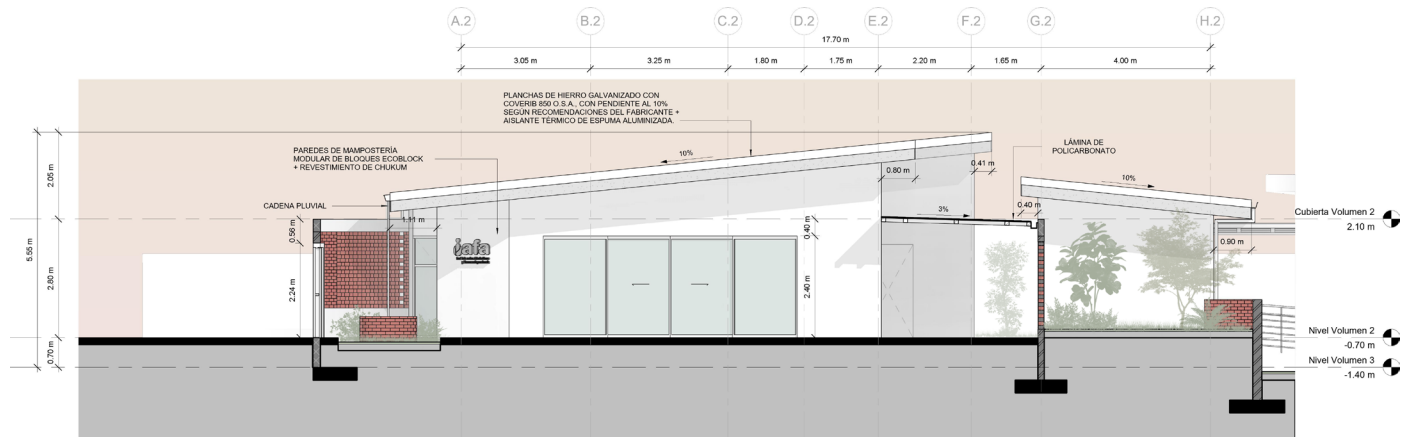 A.2
B.2
C.2
D.2
E.2
F.2
G.2
H.2
17.70 m
3.05 m
3.25 m
1.80 m
1.75 m
2.20 m
1.65 m
4.00 m
PLANCHAS DE HIERRO GALVANIZADO CON
COVERIB 850 O.S.A., CON PENDIENTE AL 10%
SEGÚN RECOMENDACIONES DEL FABRICANTE +
AISLANTE TÉRMICO DE ESPUMA ALUMINIZADA.
PAREDES DE MAMPOSTERÍA
MODULAR DE BLOQUES ECOBLOCK
+ REVESTIMIENTO DE CHUKUM
LÁMINA DE
POLICARBONATO
10%
0.41 m
0.80 m
10%
2.05 m
CADENA PLUVIAL
0.40 m
3%
1.11 m
Cubierta Volumen 2
2.10 m
0.56 m
0.40 m
iafa
0.90 m
5.55 m
2.80 m
2.24 m
2.40 m
Nivel Volumen 2
-0.70 m
0.70 m
Nivel Volumen 3
-1.40 m